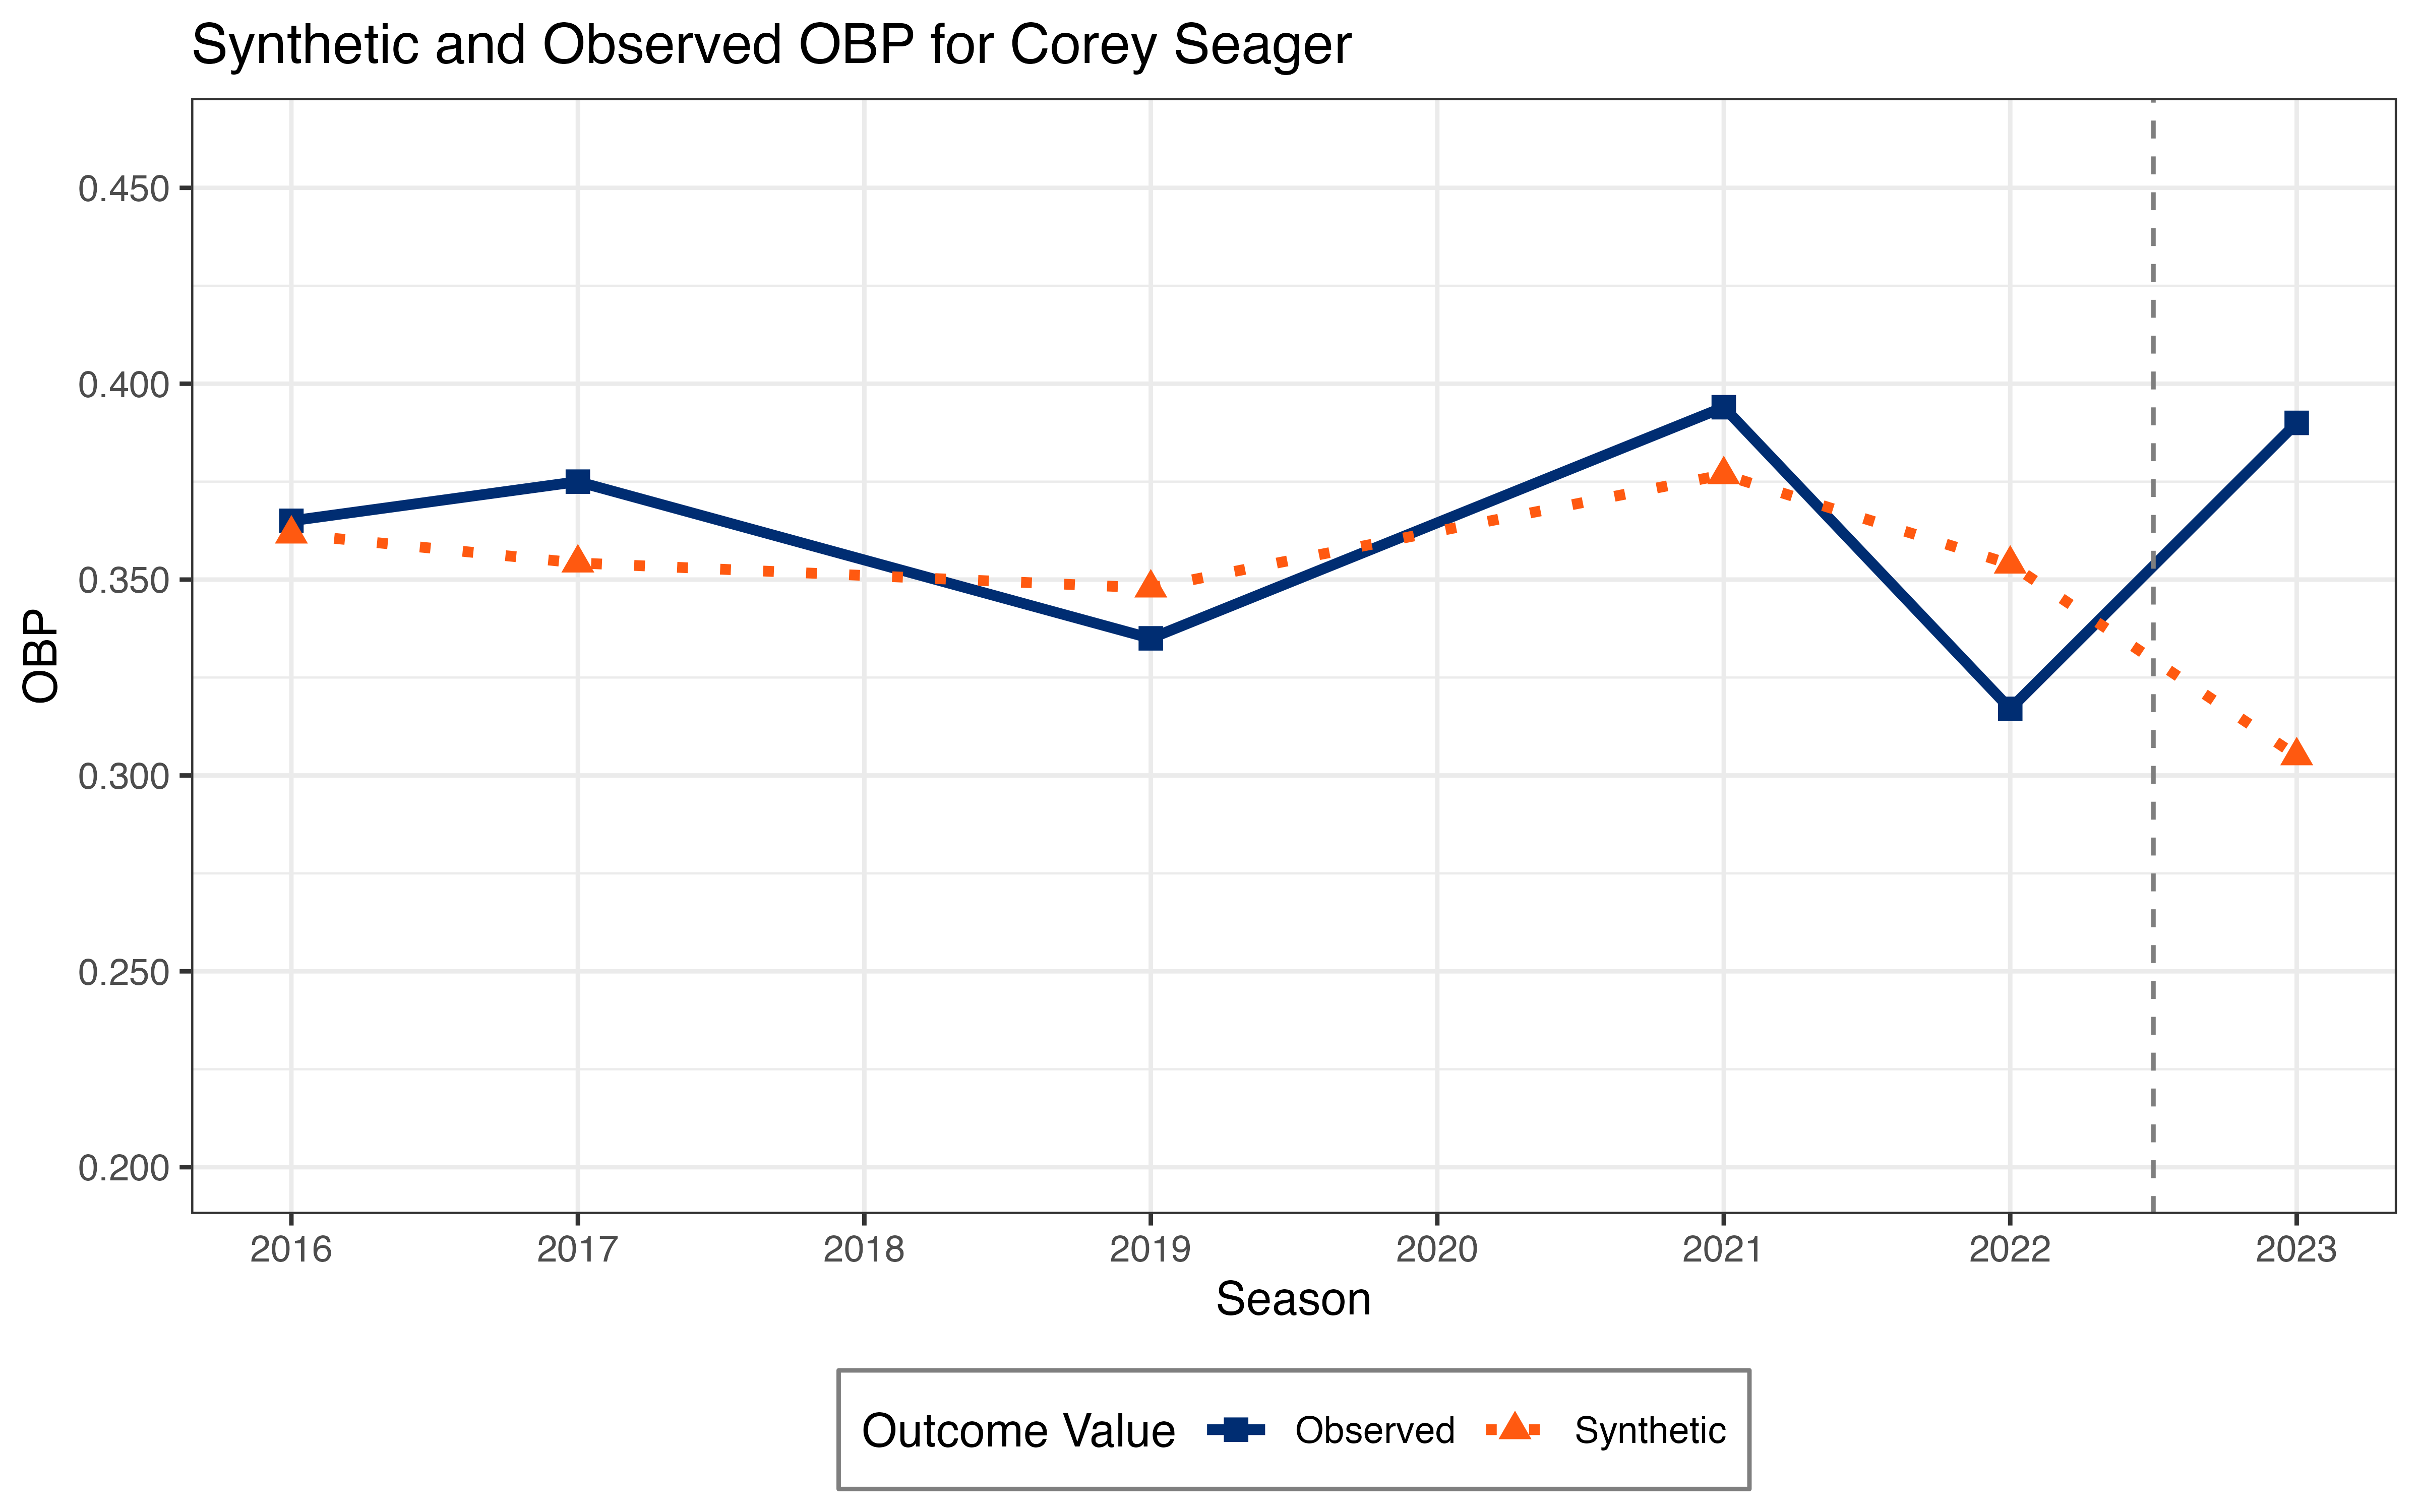 Synthetic and Observed OBP for Corey Seager
0.450
0.400
0.350
0.300
0.250
0.200
OBP
2016 2017 2018 2019 2020 2021 2022 2023
Season
Outcome Value Observed Synthetic